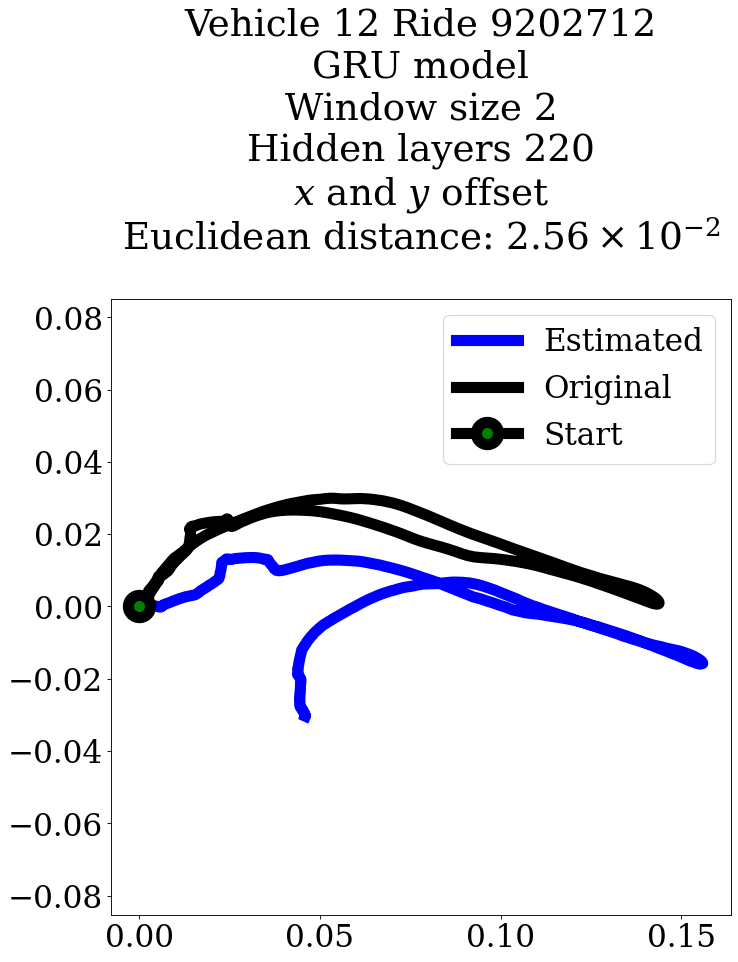 Vehicle 12 Ride 9202712
GRU model
Window size 2
Hidden layers 220
x and y offset
Euclidean distance: 2.56 × 10⁻²
Estimated
Original
Start
0.08
0.06
0.04
0.02
0.00
−0.02
−0.04
−0.06
−0.08
0.00 0.05 0.10 0.15